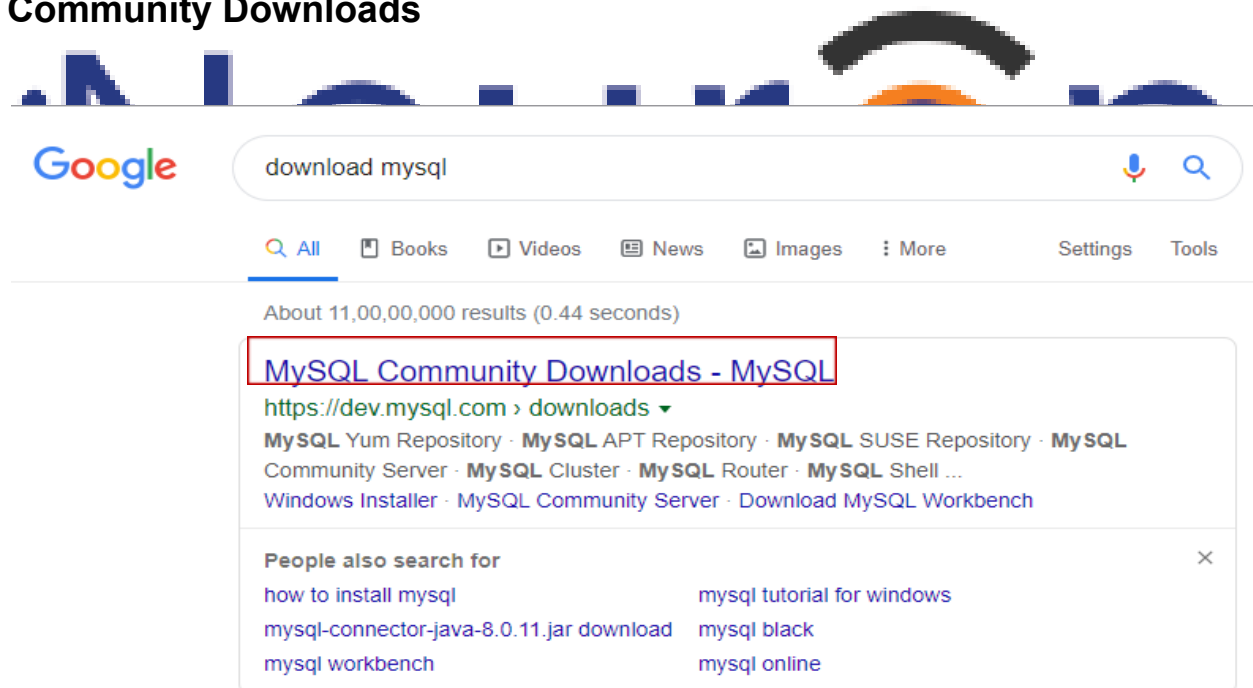 Community Downloads
Google
download mysql
All Books Videos News Images More Settings Tools
About 11,00,00,000 results (0.44 seconds)
MySQL Community Downloads - MySQL
https://dev.mysql.com › downloads
MySQL Yum Repository · MySQL APT Repository · MySQL SUSE Repository · MySQL
Community Server · MySQL Cluster · MySQL Router · MySQL Shell ...
Windows Installer · MySQL Community Server · Download MySQL Workbench
People also search for
how to install mysql mysql tutorial for windows
mysql-connector-java-8.0.11.jar download mysql black
mysql workbench mysql online